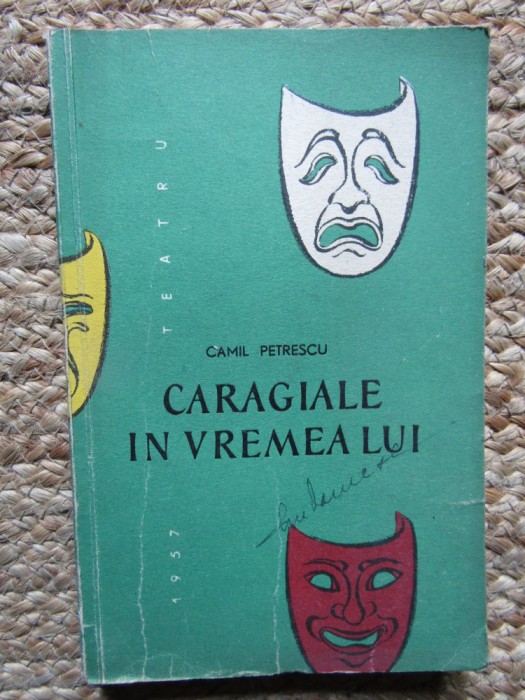 TEATRU
CAMIL PETRESCU
CARAGIALE
IN VREMEA LUI
1957